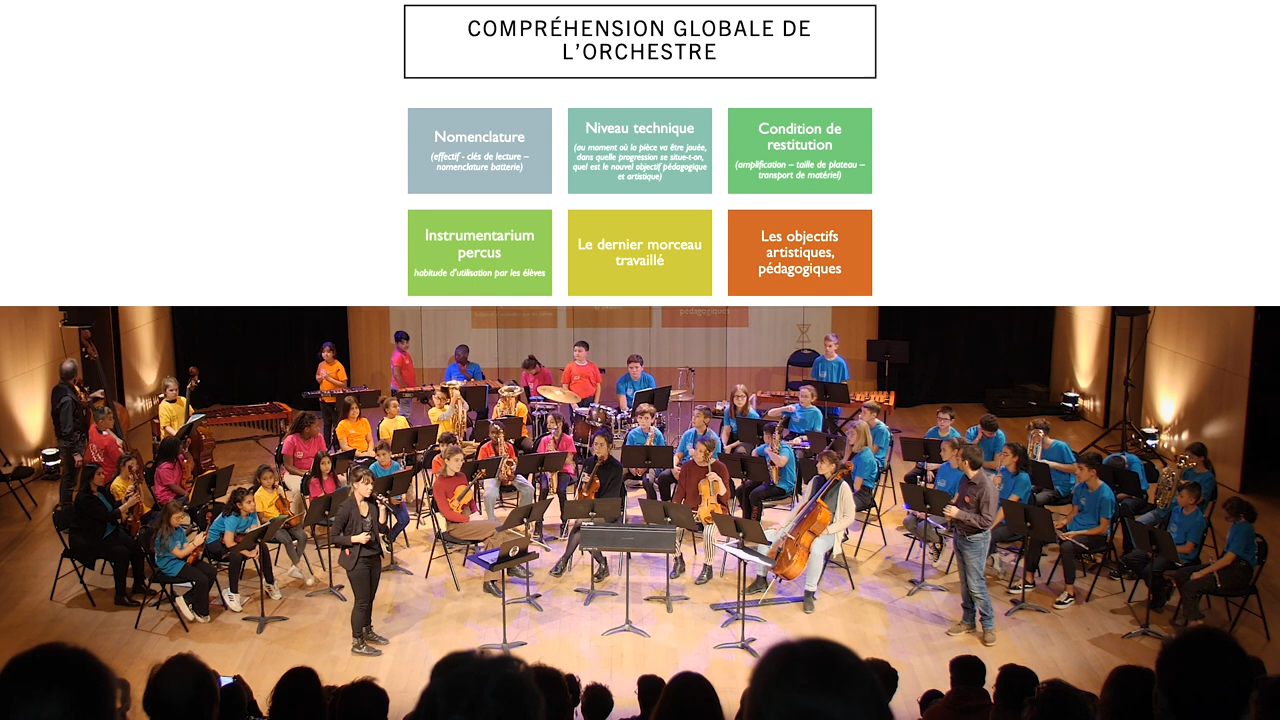 COMPRÉHENSION GLOBALE DE
L’ORCHESTRE
Nomenclature
(effectif - clés de lecture –
nomenclature batterie)
Niveau technique
(au moment où la pièce va être jouée,
dans quelle progression se situe-t-on,
quel est le nouvel objectif pédagogique
et artistique)
Condition de
restitution
(amplification – taille de plateau –
transport de matériel)
Instrumentarium
percus
habitude d'utilisation par les élèves
Le dernier morceau
travaillé
Les objectifs
artistiques,
pédagogiques
pédagogiques